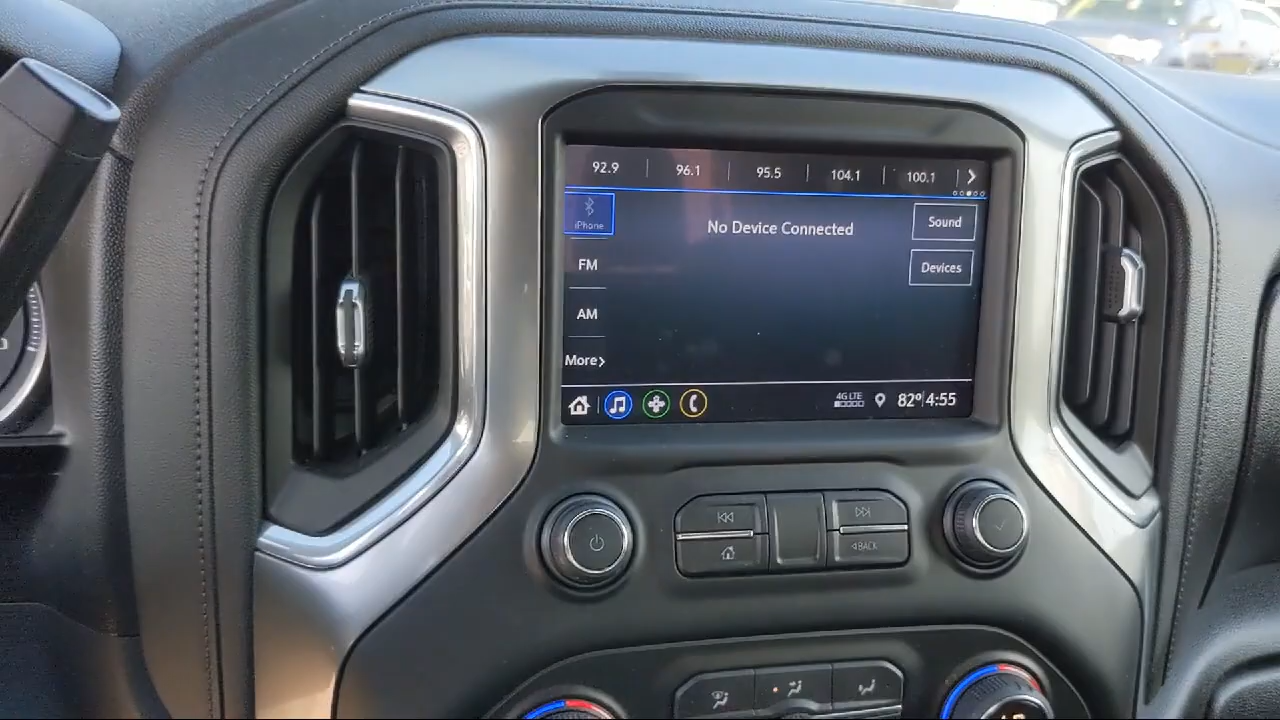 92.9 96.1 95.5 104.1 100.1
iPhone
No Device Connected
Sound
FM
Devices
AM
More
4G LTE
82° 4:55
BACK